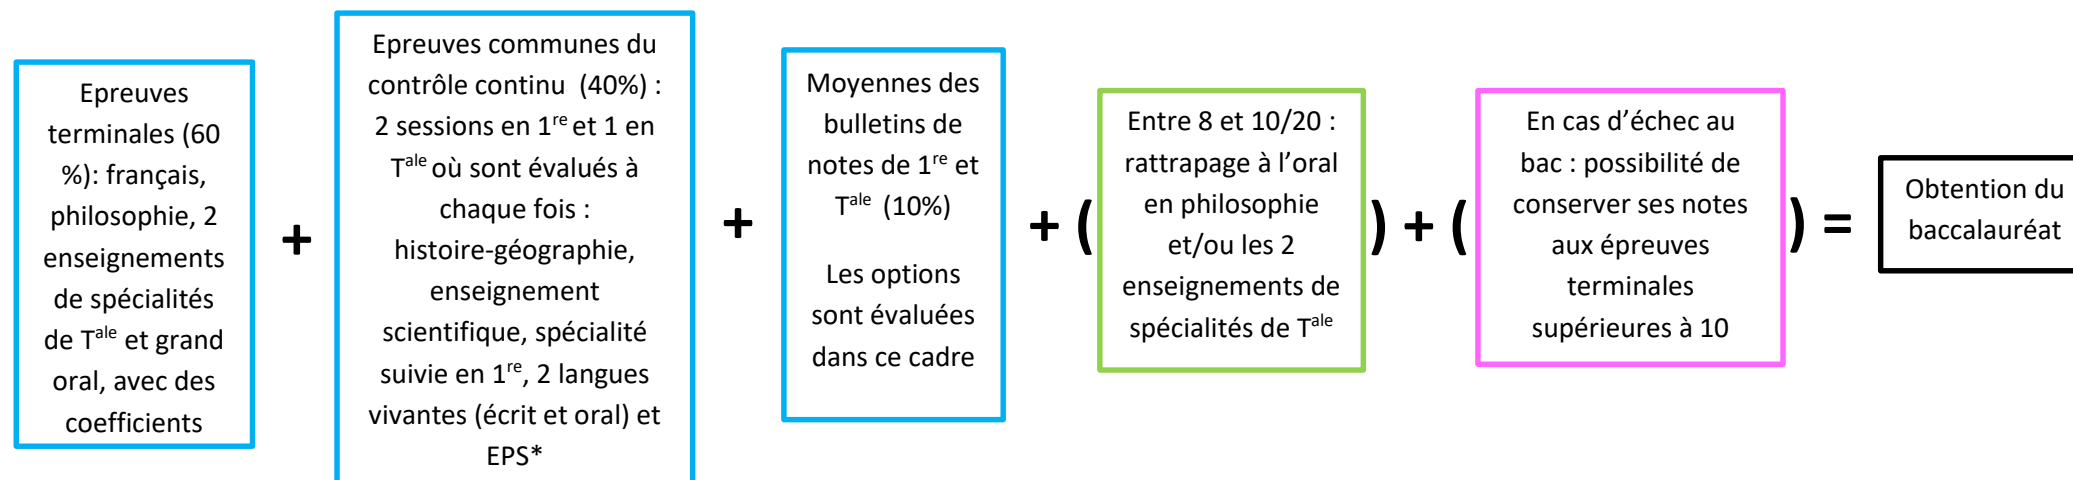 Epreuves
terminales (60
%): français,
philosophie, 2
enseignements
de spécialités
de Tale et grand
oral, avec des
coefficients
+
Epreuves communes du
contrôle continu  (40%) :
2 sessions en 1re et 1 en
Tale où sont évalués à
chaque fois :
histoire-géographie,
enseignement
scientifique, spécialité
suivie en 1re, 2 langues
vivantes (écrit et oral) et
EPS*
+
Moyennes des
bulletins de
notes de 1re et
Tale  (10%)
Les options
sont évaluées
dans ce cadre
+ (
Entre 8 et 10/20 :
rattrapage à l’oral
en philosophie
et/ou les 2
enseignements de
spécialités de Tale
) + (
En cas d’échec au
bac : possibilité de
conserver ses notes
aux épreuves
terminales
supérieures à 10
) =
Obtention du
baccalauréat